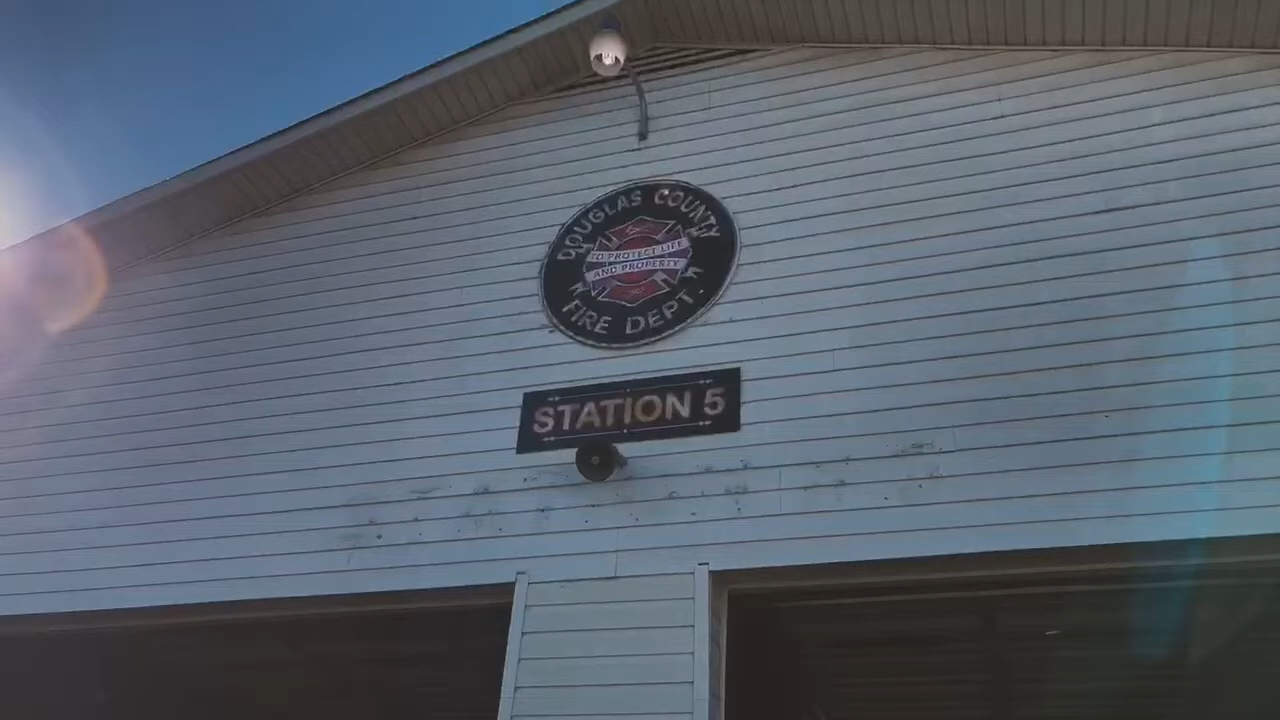 DOUGLAS COUNTY
TO PROTECT LIFE
AND PROPERTY
FIRE DEPT.
STATION 5